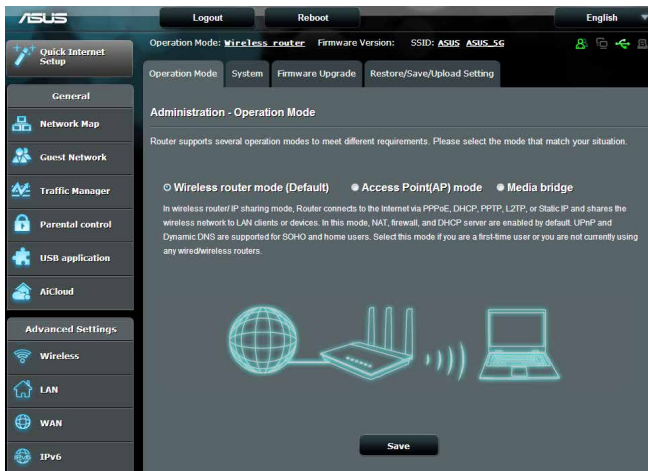 ASUS
Logout
Reboot
English
Quick Internet
Setup
Operation Mode: Wireless router Firmware Version: SSID: ASUS ASUS_5G
Operation Mode
System
Firmware Upgrade
Restore/Save/Upload Setting
General
Network Map
Guest Network
Traffic Manager
Parental control
USB application
AiCloud
Advanced Settings
Wireless
LAN
WAN
IPv6
Administration - Operation Mode
Router supports several operation modes to meet different requirements. Please select the mode that match your situation.
Wireless router mode (Default)
Access Point(AP) mode
Media bridge
In wireless router/ IP sharing mode, Router connects to the Internet via PPPoE, DHCP, PPTP, L2TP, or Static IP and shares the
wireless network to LAN clients or devices. In this mode, NAT, firewall, and DHCP server are enabled by default. UPnP and
Dynamic DNS are supported for SOHO and home users. Select this mode if you are a first-time user or you are not currently using
any wired/wireless routers.
Save